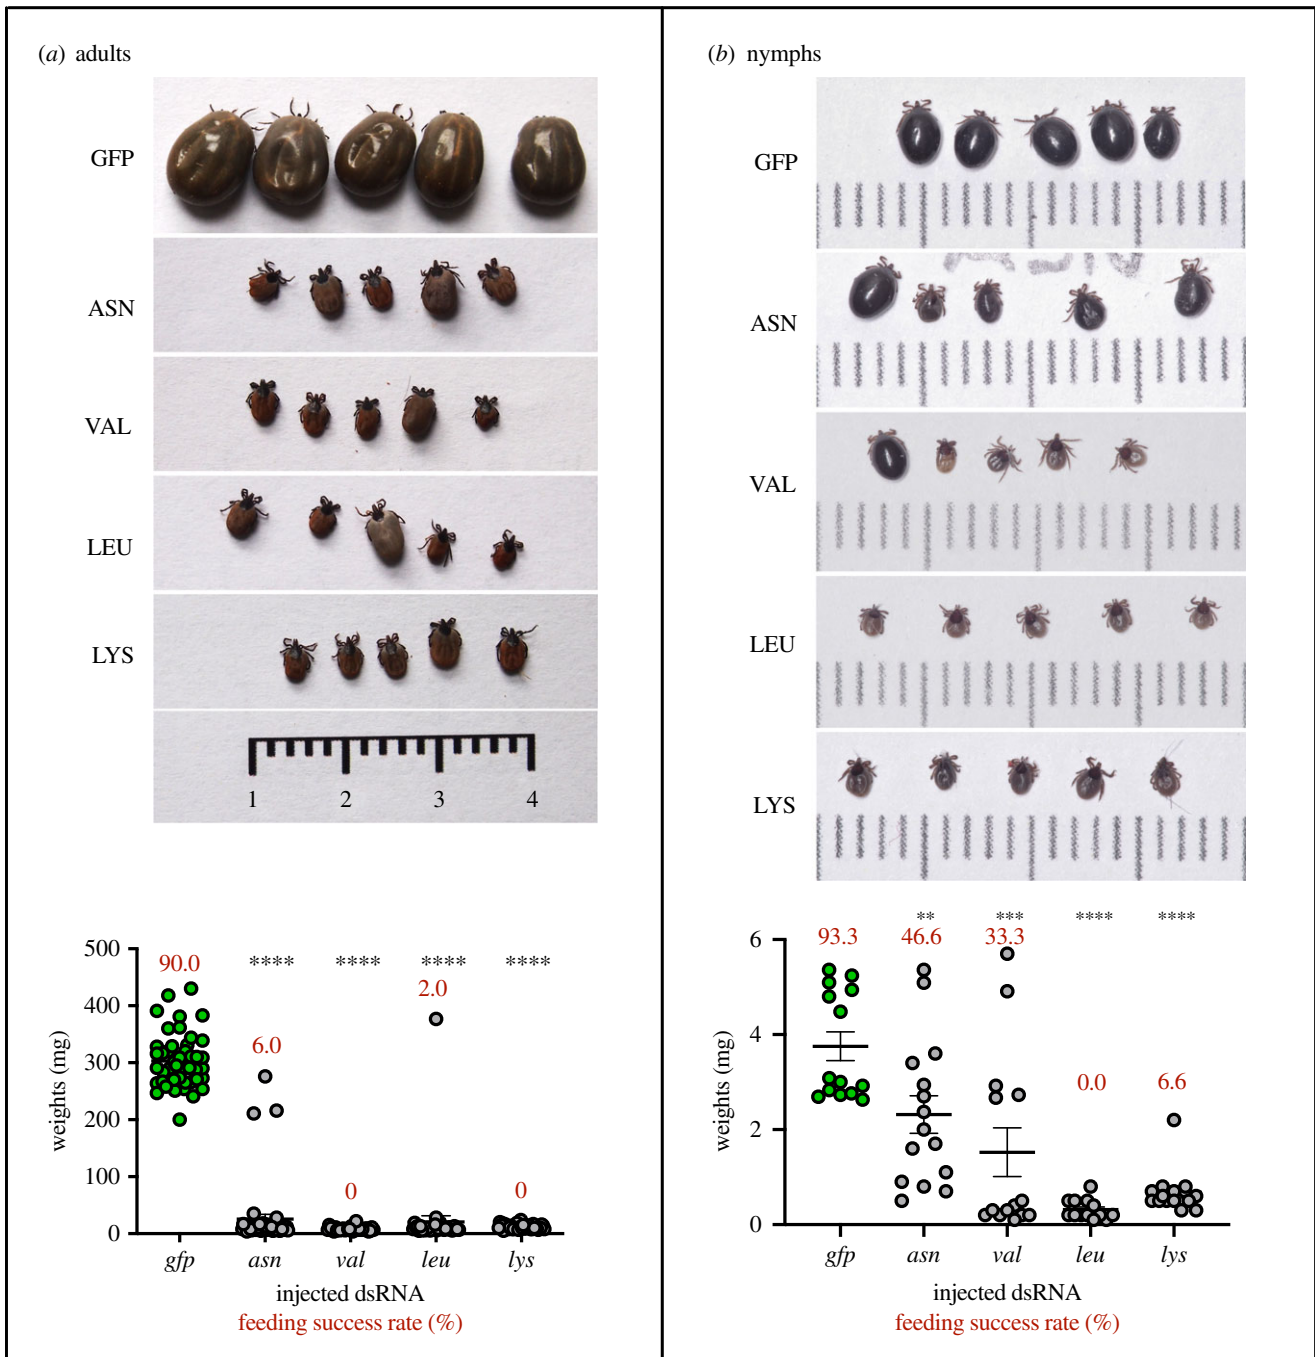 (a) adults
GFP
ASN
VAL
LEU
LYS
1 2 3 4
500
400
300
200
100
0
weights (mg)
90.0
6.0
0
2.0
0
**** **** **** ****
gfp asn val leu lys
injected dsRNA
feeding success rate (%)
(b) nymphs
GFP
ASN
VAL
LEU
LYS
6
4
2
0
weights (mg)
** *** **** ****
93.3 46.6 33.3
0.0 6.6
gfp asn val leu lys
injected dsRNA
feeding success rate (%)